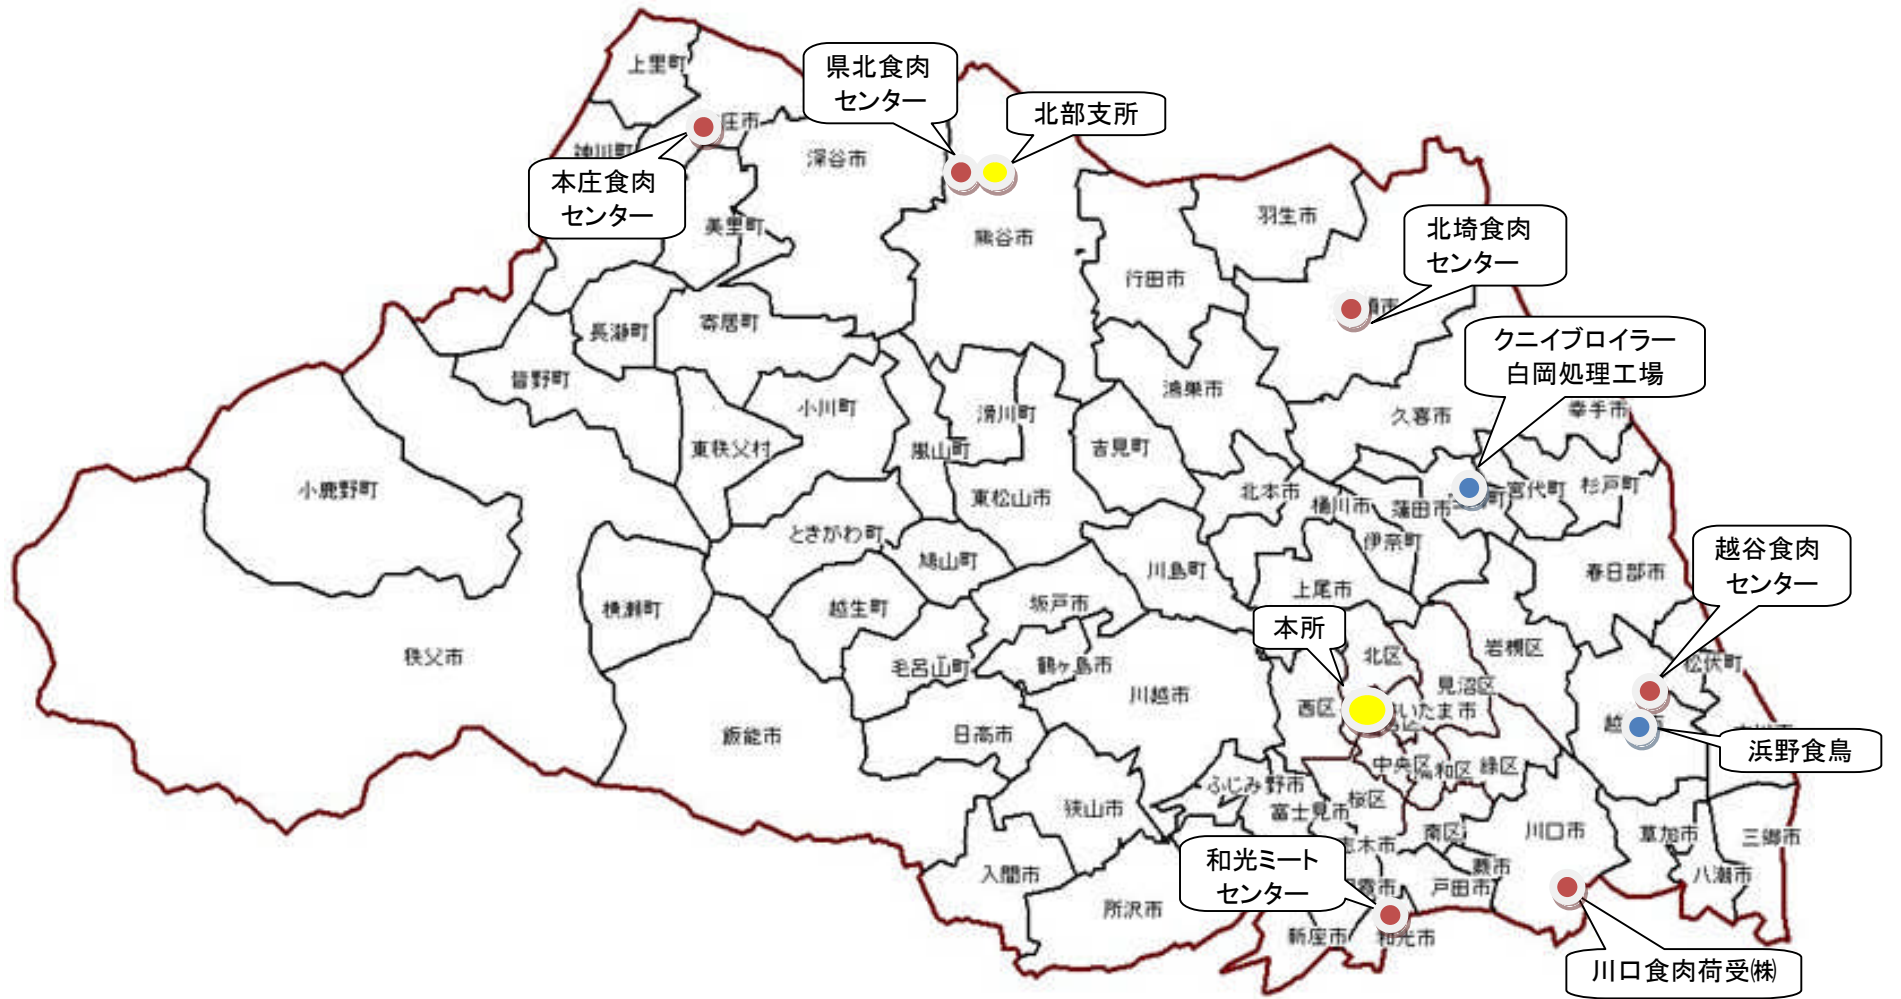 上里町
県北食肉
センター
北部支所
庄市
深谷市
神川町
本庄食肉
センター
美里町
熊谷市
羽生市
北埼食肉
センター
行田市
長瀞町
寄居町
クニイブロイラー
白岡処理工場
皆野町
小川町
滑川町
鴻巣市
久喜市
幸手市
東秩父村
嵐山町
吉見町
小鹿野町
東松山市
北本市
桶川市
蓮田市
宮代町
杉戸町
ときがわ町
鳩山町
川島町
伊奈町
上尾市
春日部市
越谷食肉
センター
横瀬町
越生町
坂戸市
本所
秩父市
毛呂山町
鶴ヶ島市
川越市
北区
岩槻区
見沼区
松伏町
西区
いたま市
飯能市
日高市
浜野食鳥
中央区
和区
緑区
ふじみ野市
狭山市
富士見市
桜区
南区
川口市
草加市
三郷市
志木市
蕨市
戸田市
八潮市
和光ミート
センター
入間市
所沢市
新座市
和光市
川口食肉荷受㈱